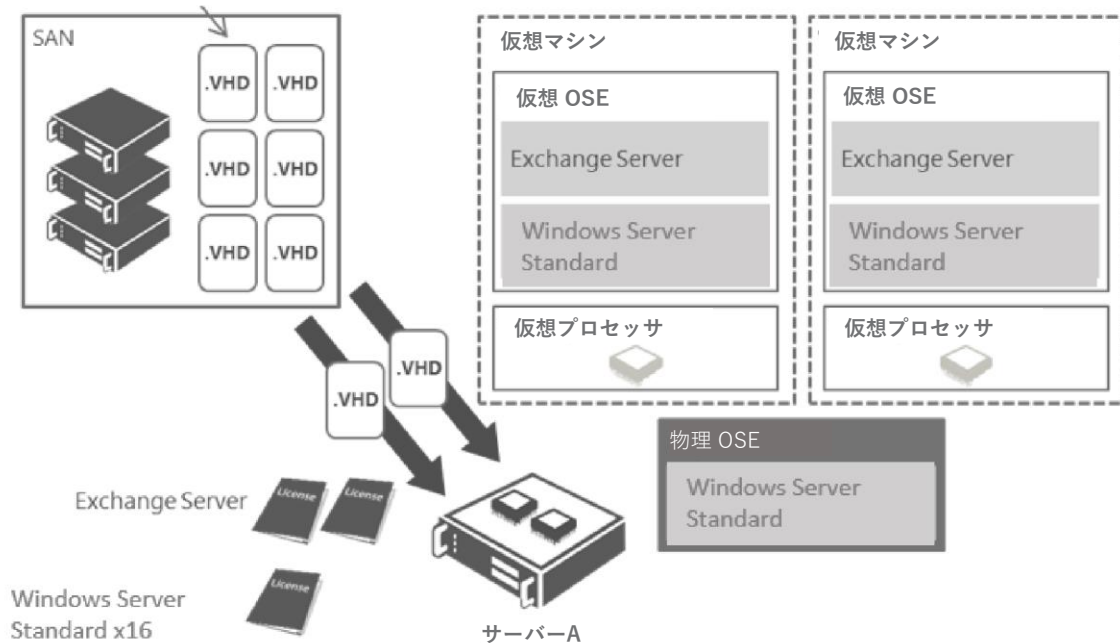 SAN
.VHD
.VHD
.VHD
.VHD
.VHD
.VHD
仮想マシン
仮想 OSE
Exchange Server
Windows Server
Standard
仮想プロセッサ
仮想マシン
仮想 OSE
Exchange Server
Windows Server
Standard
仮想プロセッサ
.VHD
.VHD
物理 OSE
Windows Server
Standard
Exchange Server
License
License
License
Windows Server
Standard x16
サーバーA